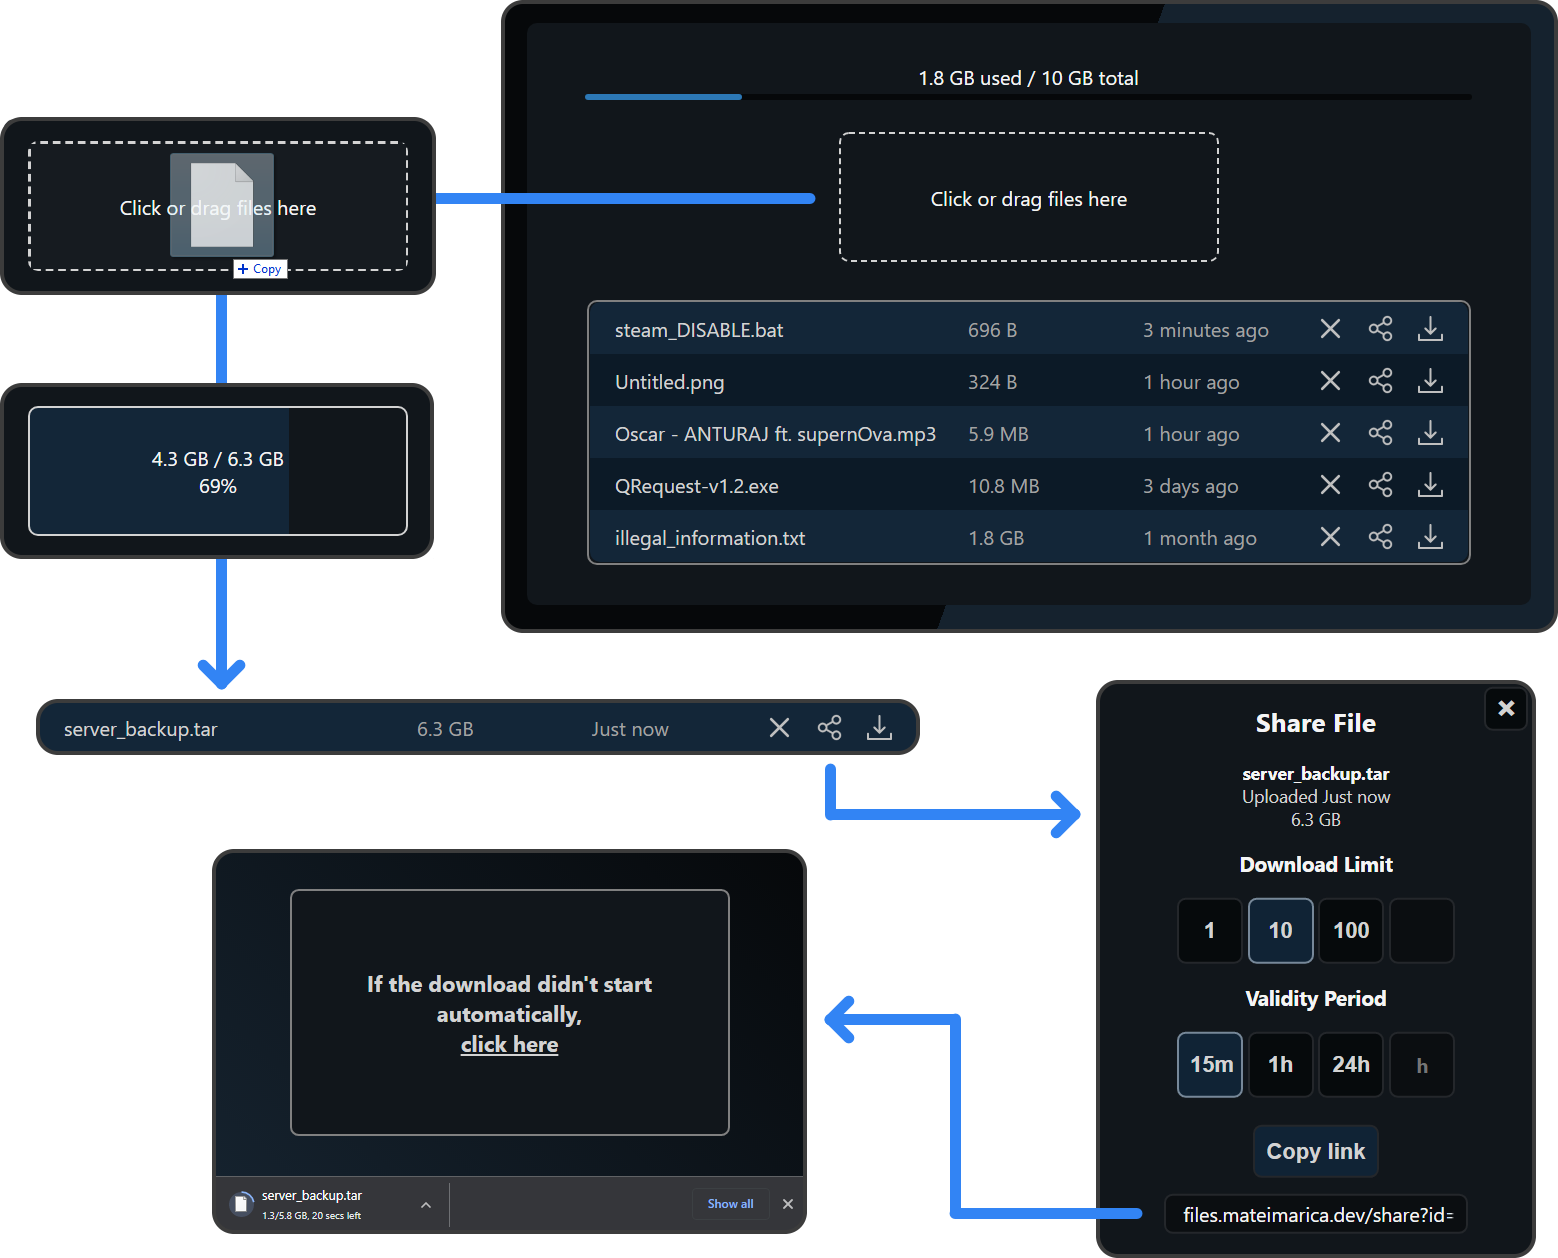 1.8 GB used / 10 GB total
Click or drag files here
Copy
Click or drag files here
steam_DISABLE.bat 696 B 3 minutes ago
Untitled.png 324 B 1 hour ago
Oscar - ANTURAJ ft. supernOva.mp3 5.9 MB 1 hour ago
QRequest-v1.2.exe 10.8 MB 3 days ago
illegal_information.txt 1.8 GB 1 month ago
4.3 GB / 6.3 GB
69%
server_backup.tar 6.3 GB Just now
Share File
server_backup.tar
Uploaded Just now
6.3 GB
Download Limit
1 10 100
Validity Period
15m 1h 24h h
Copy link
files.mateimarica.dev/share?id=
If the download didn't start
automatically,
click here
server_backup.tar
1.3/5.8 GB, 20 secs left
Show all